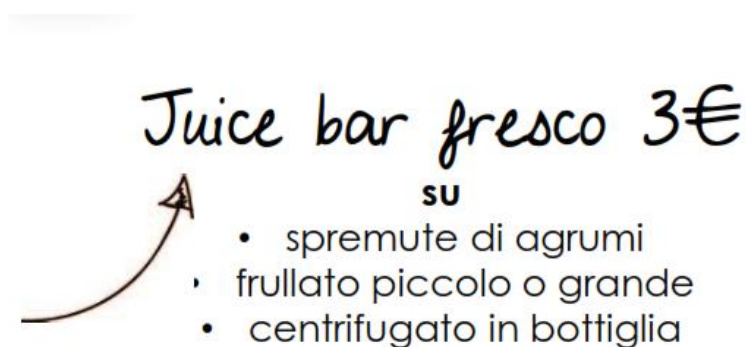 Juice bar fresco 3€
su
• spremute di agrumi
• frullato piccolo o grande
• centrifugato in bottiglia